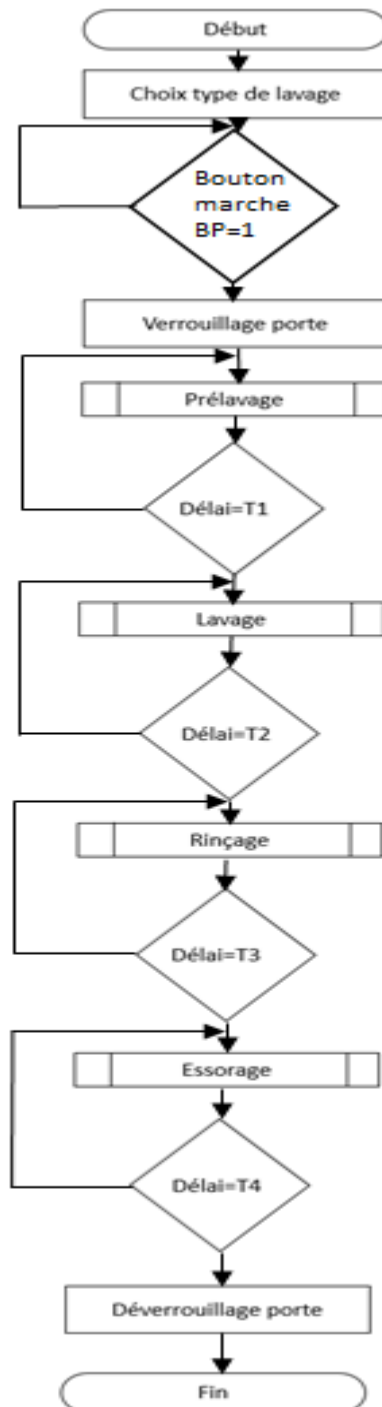 Début
Choix type de lavage
Bouton
marche
BP=1
Verrouillage porte
Prélavage
Délai=T1
Lavage
Délai=T2
Rinçage
Délai=T3
Essorage
Délai=T4
Déverrouillage porte
Fin